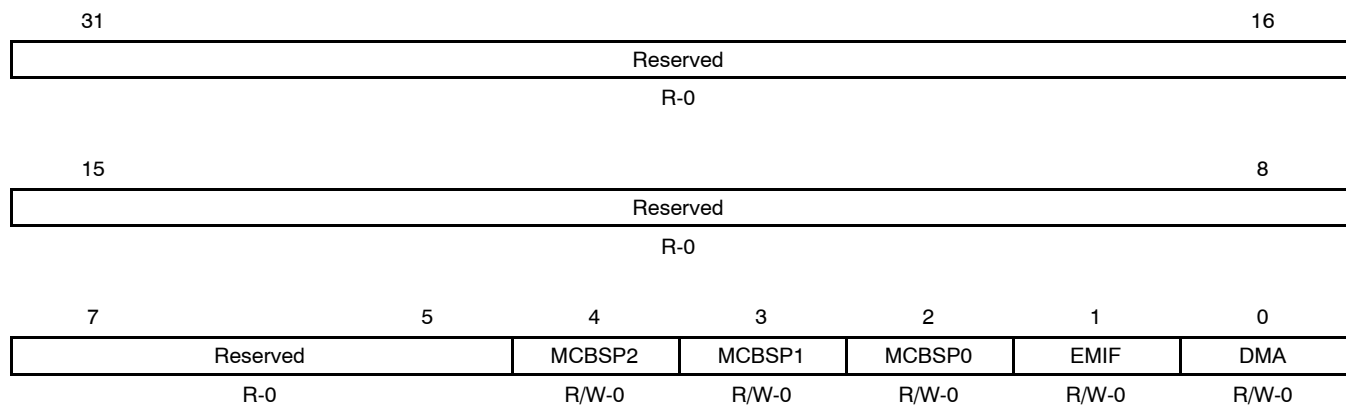 31 16
Reserved
R-0
15 8
Reserved
R-0
7 5 4 3 2 1 0
Reserved MCBSP2 MCBSP1 MCBSP0 EMIF DMA
R-0 R/W-0 R/W-0 R/W-0 R/W-0 R/W-0